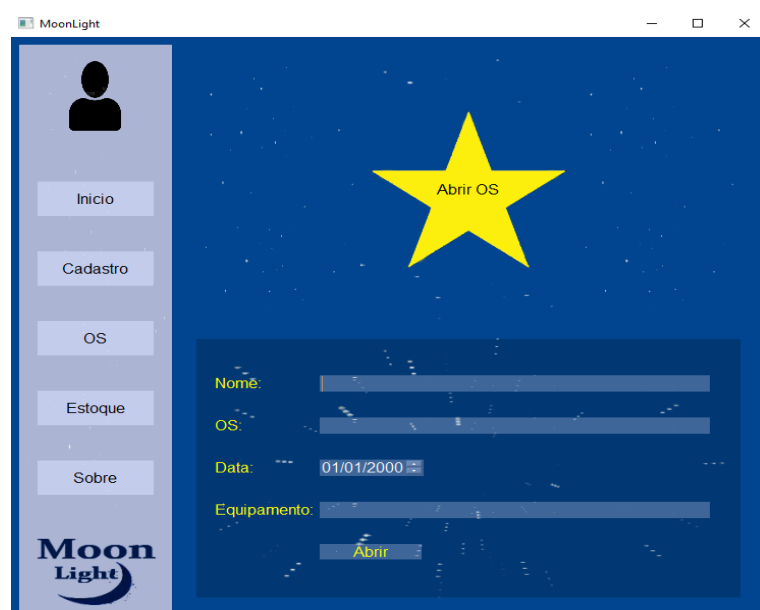 MoonLight
Inicio
Cadastro
OS
Estoque
Sobre
Moon
Light
Abrir OS
Nome:
OS:
Data: 01/01/2000
Equipamento:
Abrir